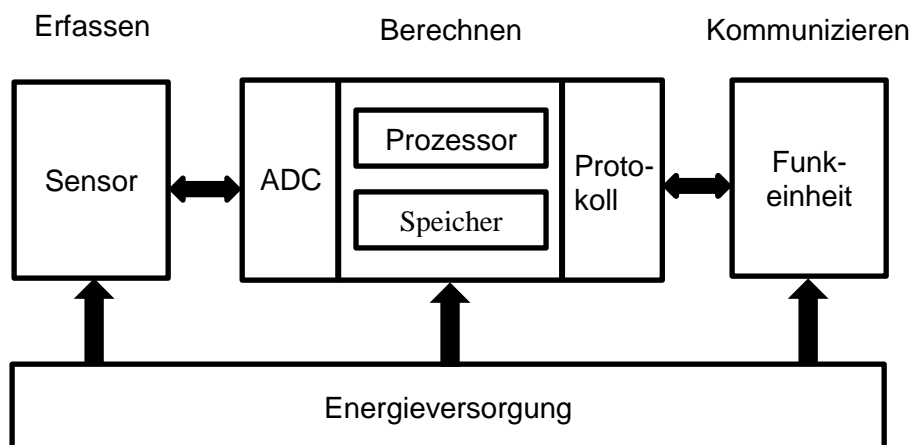 Erfassen
Berechnen
Kommunizieren
Sensor
ADC
Prozessor
Speicher
Proto-
koll
Funk-
einheit
Energieversorgung